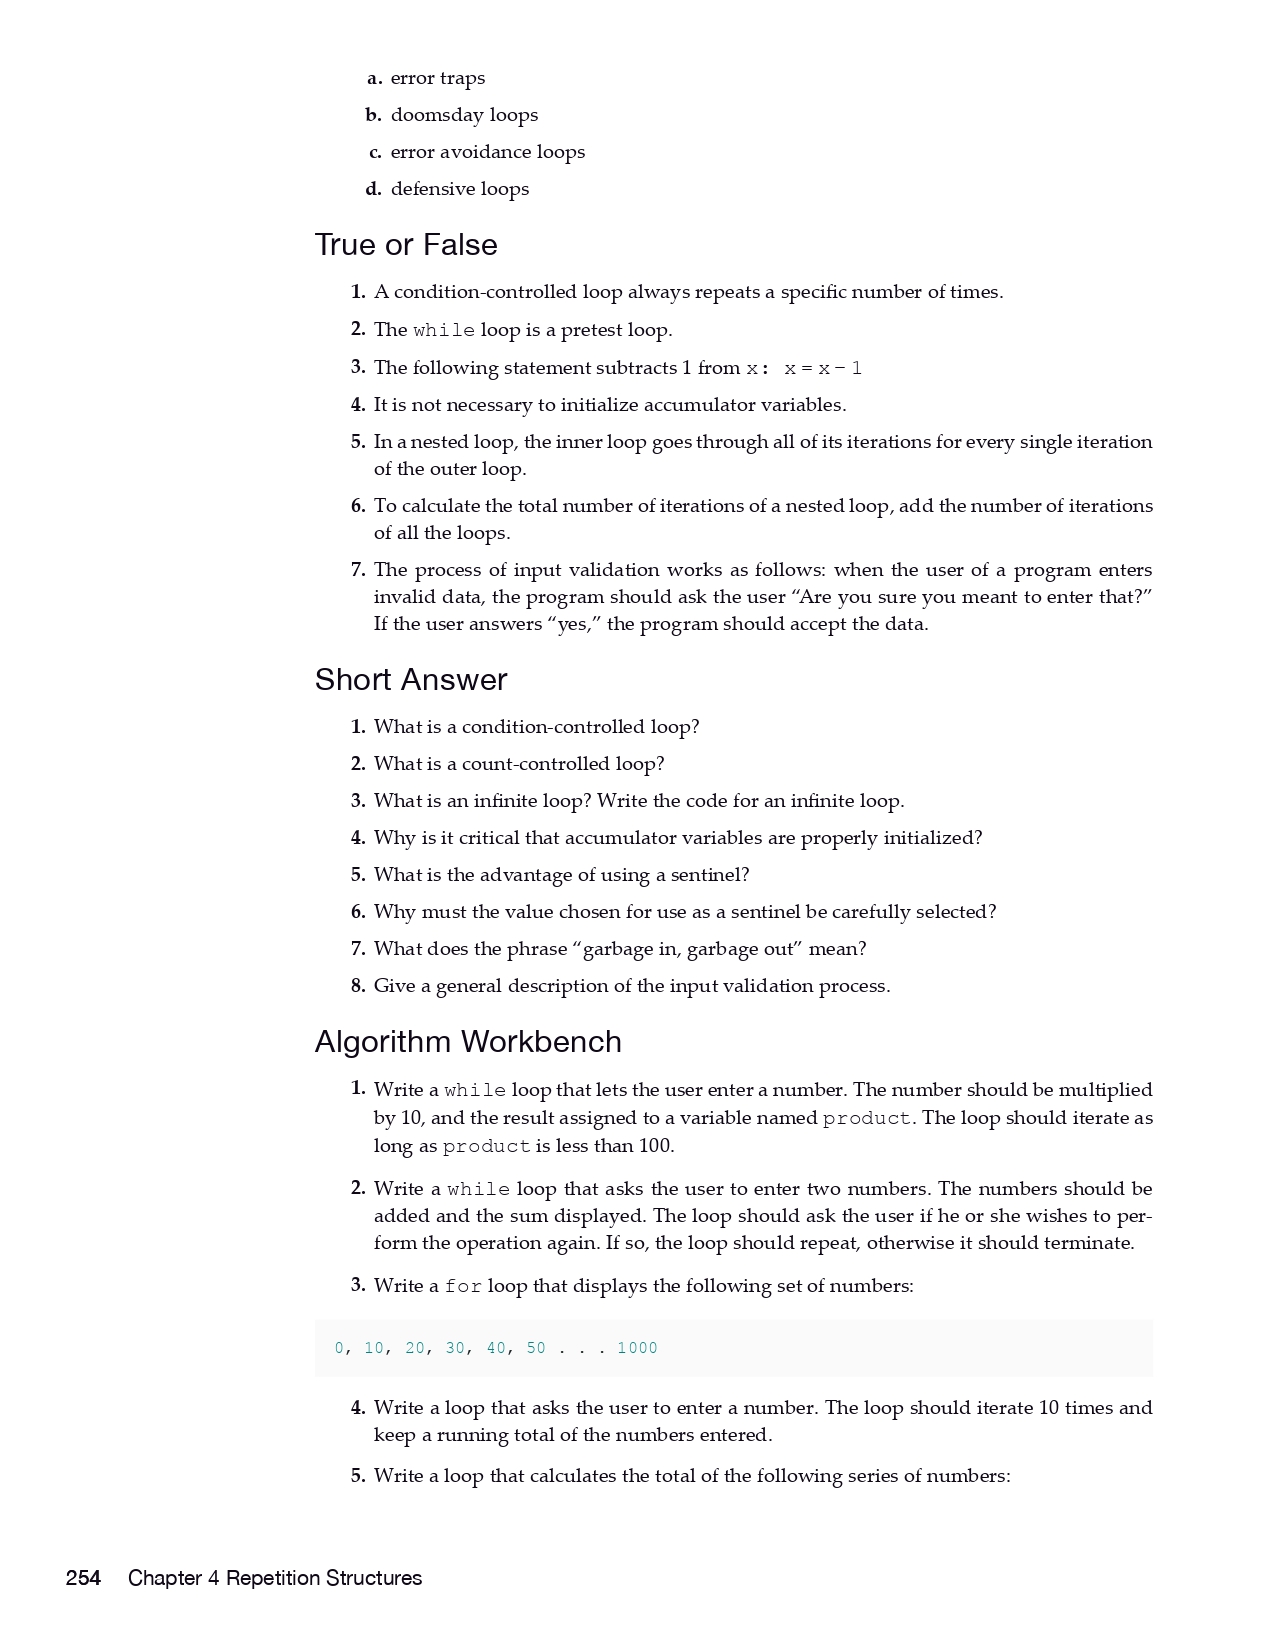 a. error traps
b. doomsday loops
c. error avoidance loops
d. defensive loops
True or False
1. A condition-controlled loop always repeats a specific number of times.
2. The while loop is a pretest loop.
3. The following statement subtracts 1 from x: x = x − 1
4. It is not necessary to initialize accumulator variables.
5. In a nested loop, the inner loop goes through all of its iterations for every single iteration
of the outer loop.
6. To calculate the total number of iterations of a nested loop, add the number of iterations
of all the loops.
7. The process of input validation works as follows: when the user of a program enters
invalid data, the program should ask the user “Are you sure you meant to enter that?”
If the user answers “yes,” the program should accept the data.
Short Answer
1. What is a condition-controlled loop?
2. What is a count-controlled loop?
3. What is an infinite loop? Write the code for an infinite loop.
4. Why is it critical that accumulator variables are properly initialized?
5. What is the advantage of using a sentinel?
6. Why must the value chosen for use as a sentinel be carefully selected?
7. What does the phrase “garbage in, garbage out” mean?
8. Give a general description of the input validation process.
Algorithm Workbench
1. Write a while loop that lets the user enter a number. The number should be multiplied
by 10, and the result assigned to a variable named product. The loop should iterate as
long as product is less than 100.
2. Write a while loop that asks the user to enter two numbers. The numbers should be
added and the sum displayed. The loop should ask the user if he or she wishes to per-
form the operation again. If so, the loop should repeat, otherwise it should terminate.
3. Write a for loop that displays the following set of numbers:
0, 10, 20, 30, 40, 50 . . . 1000
4. Write a loop that asks the user to enter a number. The loop should iterate 10 times and
keep a running total of the numbers entered.
5. Write a loop that calculates the total of the following series of numbers:
254 Chapter 4 Repetition Structures